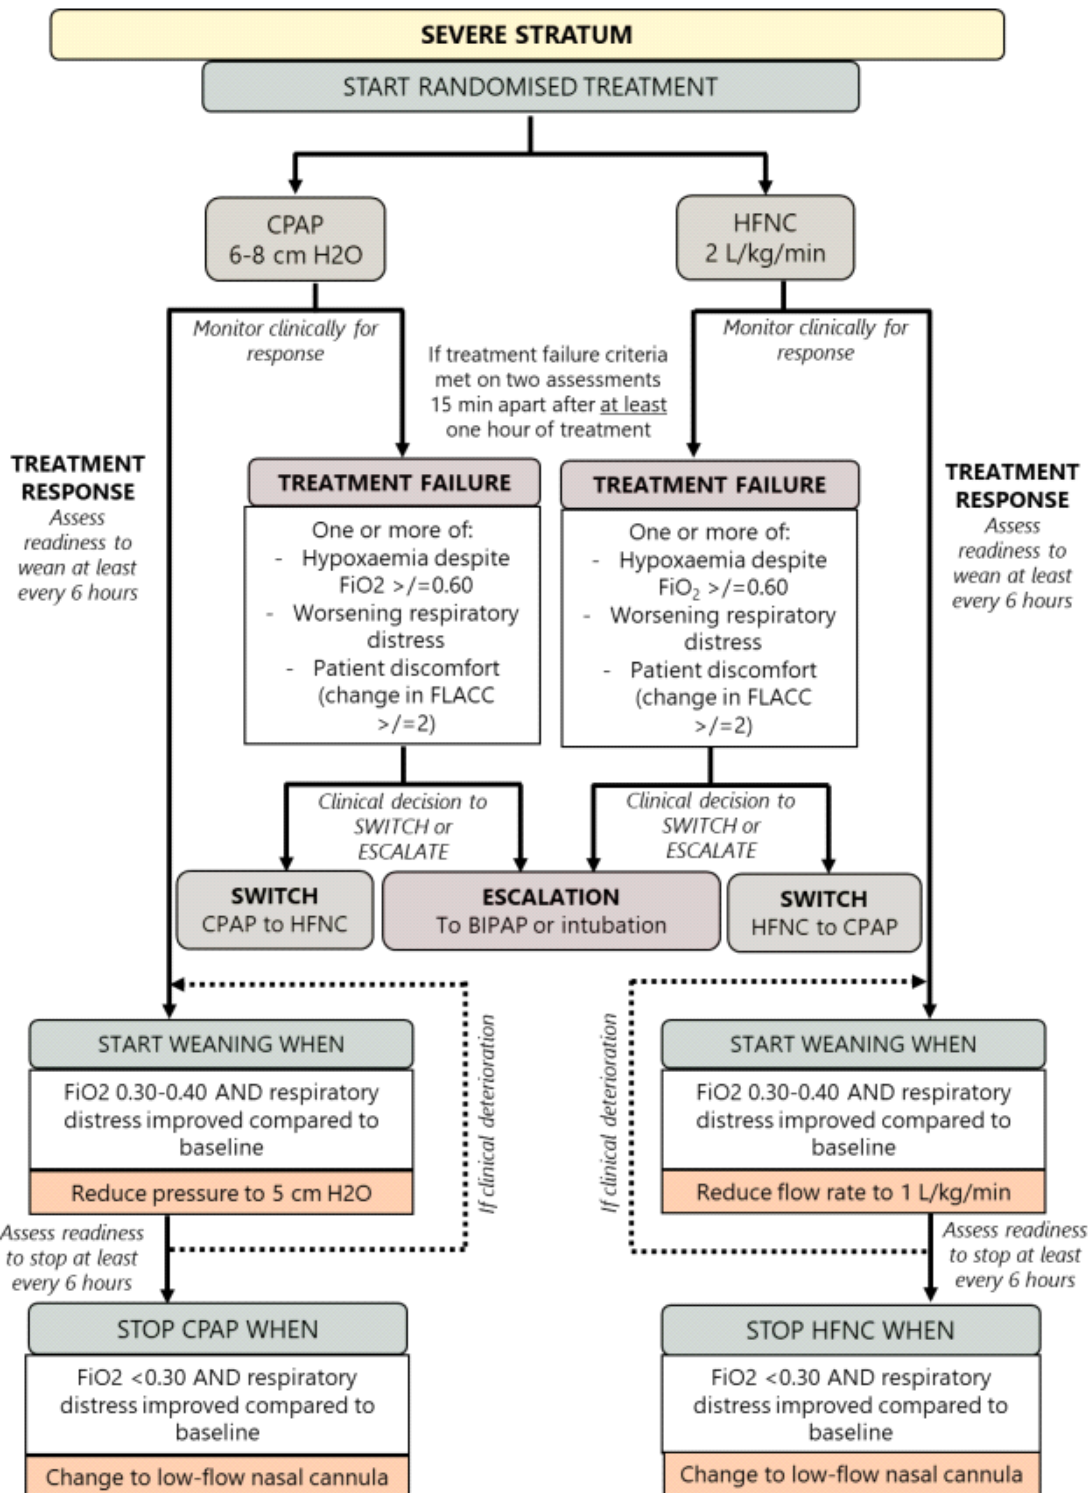 SEVERE STRATUM
START RANDOMISED TREATMENT
CPAP
6-8 cm H2O
HFNC
2 L/kg/min
Monitor clinically for
response
If treatment failure criteria
met on two assessments
15 min apart after at least
one hour of treatment
Monitor clinically for
response
TREATMENT
RESPONSE
Assess
readiness to
wean at least
every 6 hours
TREATMENT FAILURE
One or more of:
- Hypoxaemia despite
FiO2 >/=0.60
- Worsening respiratory
distress
- Patient discomfort
(change in FLACC
>/=2)
TREATMENT FAILURE
One or more of:
- Hypoxaemia despite
FiO₂ >/=0.60
- Worsening respiratory
distress
- Patient discomfort
(change in FLACC
>/=2)
TREATMENT
RESPONSE
Assess
readiness to
wean at least
every 6 hours
Clinical decision to
SWITCH or
ESCALATE
Clinical decision to
SWITCH or
ESCALATE
SWITCH
CPAP to HFNC
ESCALATION
To BIPAP or intubation
SWITCH
HFNC to CPAP
START WEANING WHEN
FiO2 0.30-0.40 AND respiratory
distress improved compared to
baseline
Reduce pressure to 5 cm H2O
If clinical deterioration
If clinical deterioration
START WEANING WHEN
FiO2 0.30-0.40 AND respiratory
distress improved compared to
baseline
Reduce flow rate to 1 L/kg/min
Assess readiness
to stop at least
every 6 hours
Assess readiness
to stop at least
every 6 hours
STOP CPAP WHEN
FiO2 <0.30 AND respiratory
distress improved compared to
baseline
Change to low-flow nasal cannula
STOP HFNC WHEN
FiO2 <0.30 AND respiratory
distress improved compared to
baseline
Change to low-flow nasal cannula